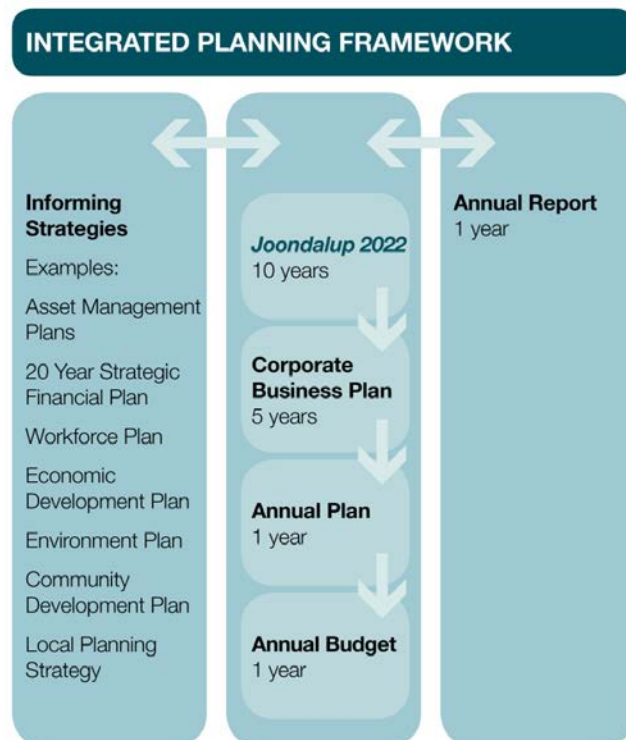 INTEGRATED PLANNING FRAMEWORK
Informing
Strategies
Examples:
Asset Management
Plans
20 Year Strategic
Financial Plan
Workforce Plan
Economic
Development Plan
Environment Plan
Community
Development Plan
Local Planning
Strategy
Joondalup 2022
10 years
Corporate
Business Plan
5 years
Annual Plan
1 year
Annual Budget
1 year
Annual Report
1 year